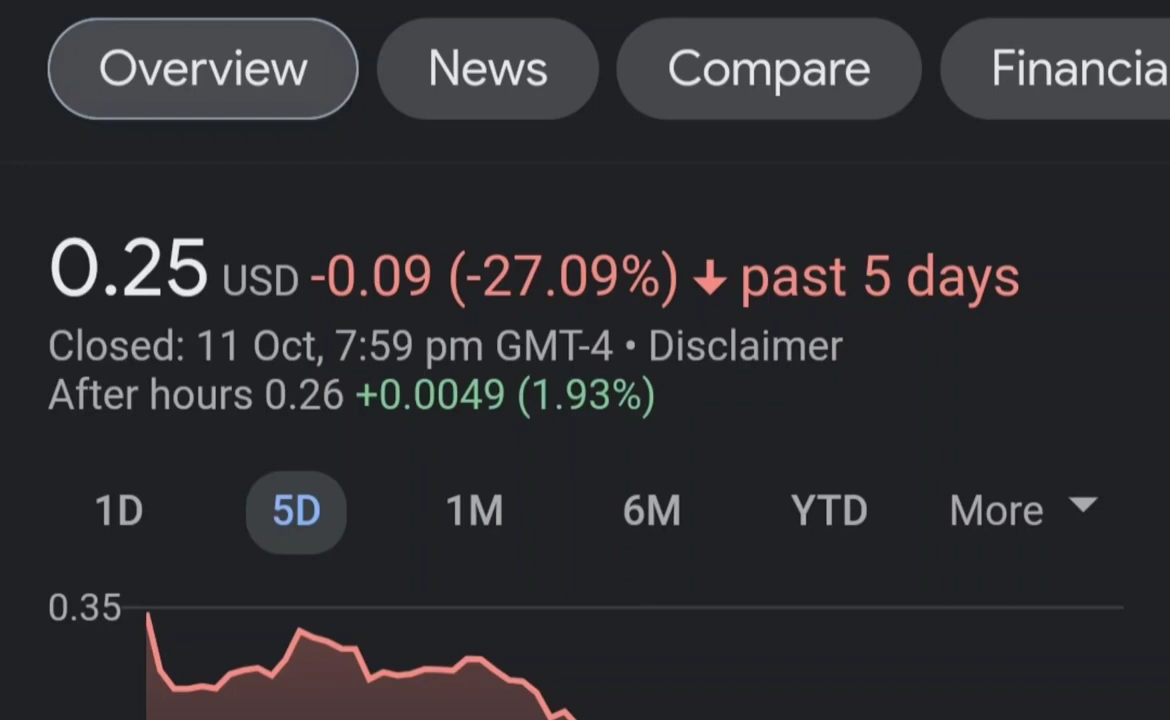 Overview News Compare Financia
0.25 USD -0.09 (-27.09%) ↓ past 5 days
Closed: 11 Oct, 7:59 pm GMT-4 • Disclaimer
After hours 0.26 +0.0049 (1.93%)
1D 5D 1M 6M YTD More
0.35